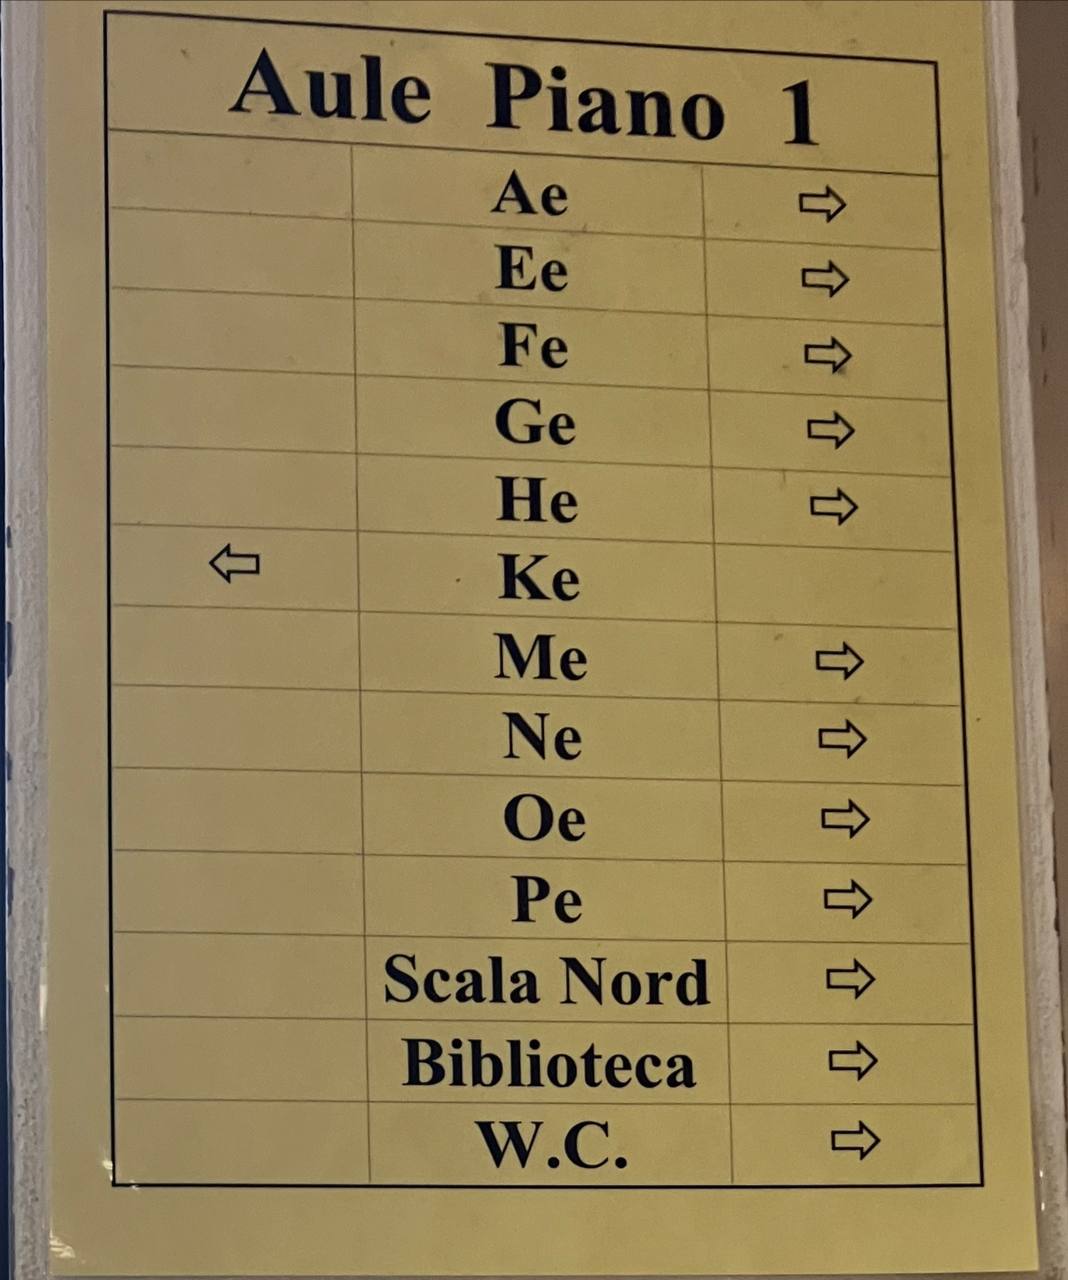 Aule Piano 1
Ae ⇨
Ee ⇨
Fe ⇨
Ge ⇨
He ⇨
⇦ Ke
Me ⇨
Ne ⇨
Oe ⇨
Pe ⇨
Scala Nord ⇨
Biblioteca ⇨
W.C. ⇨